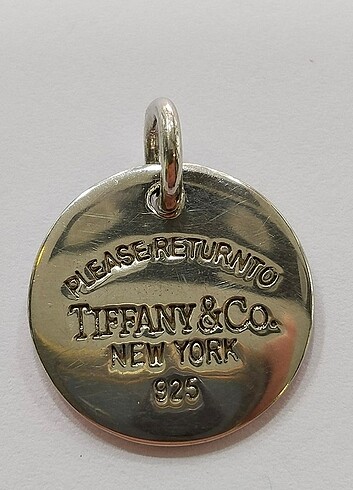 PLEASE RETURN TO
TIFFANY & CO.
NEW YORK
925